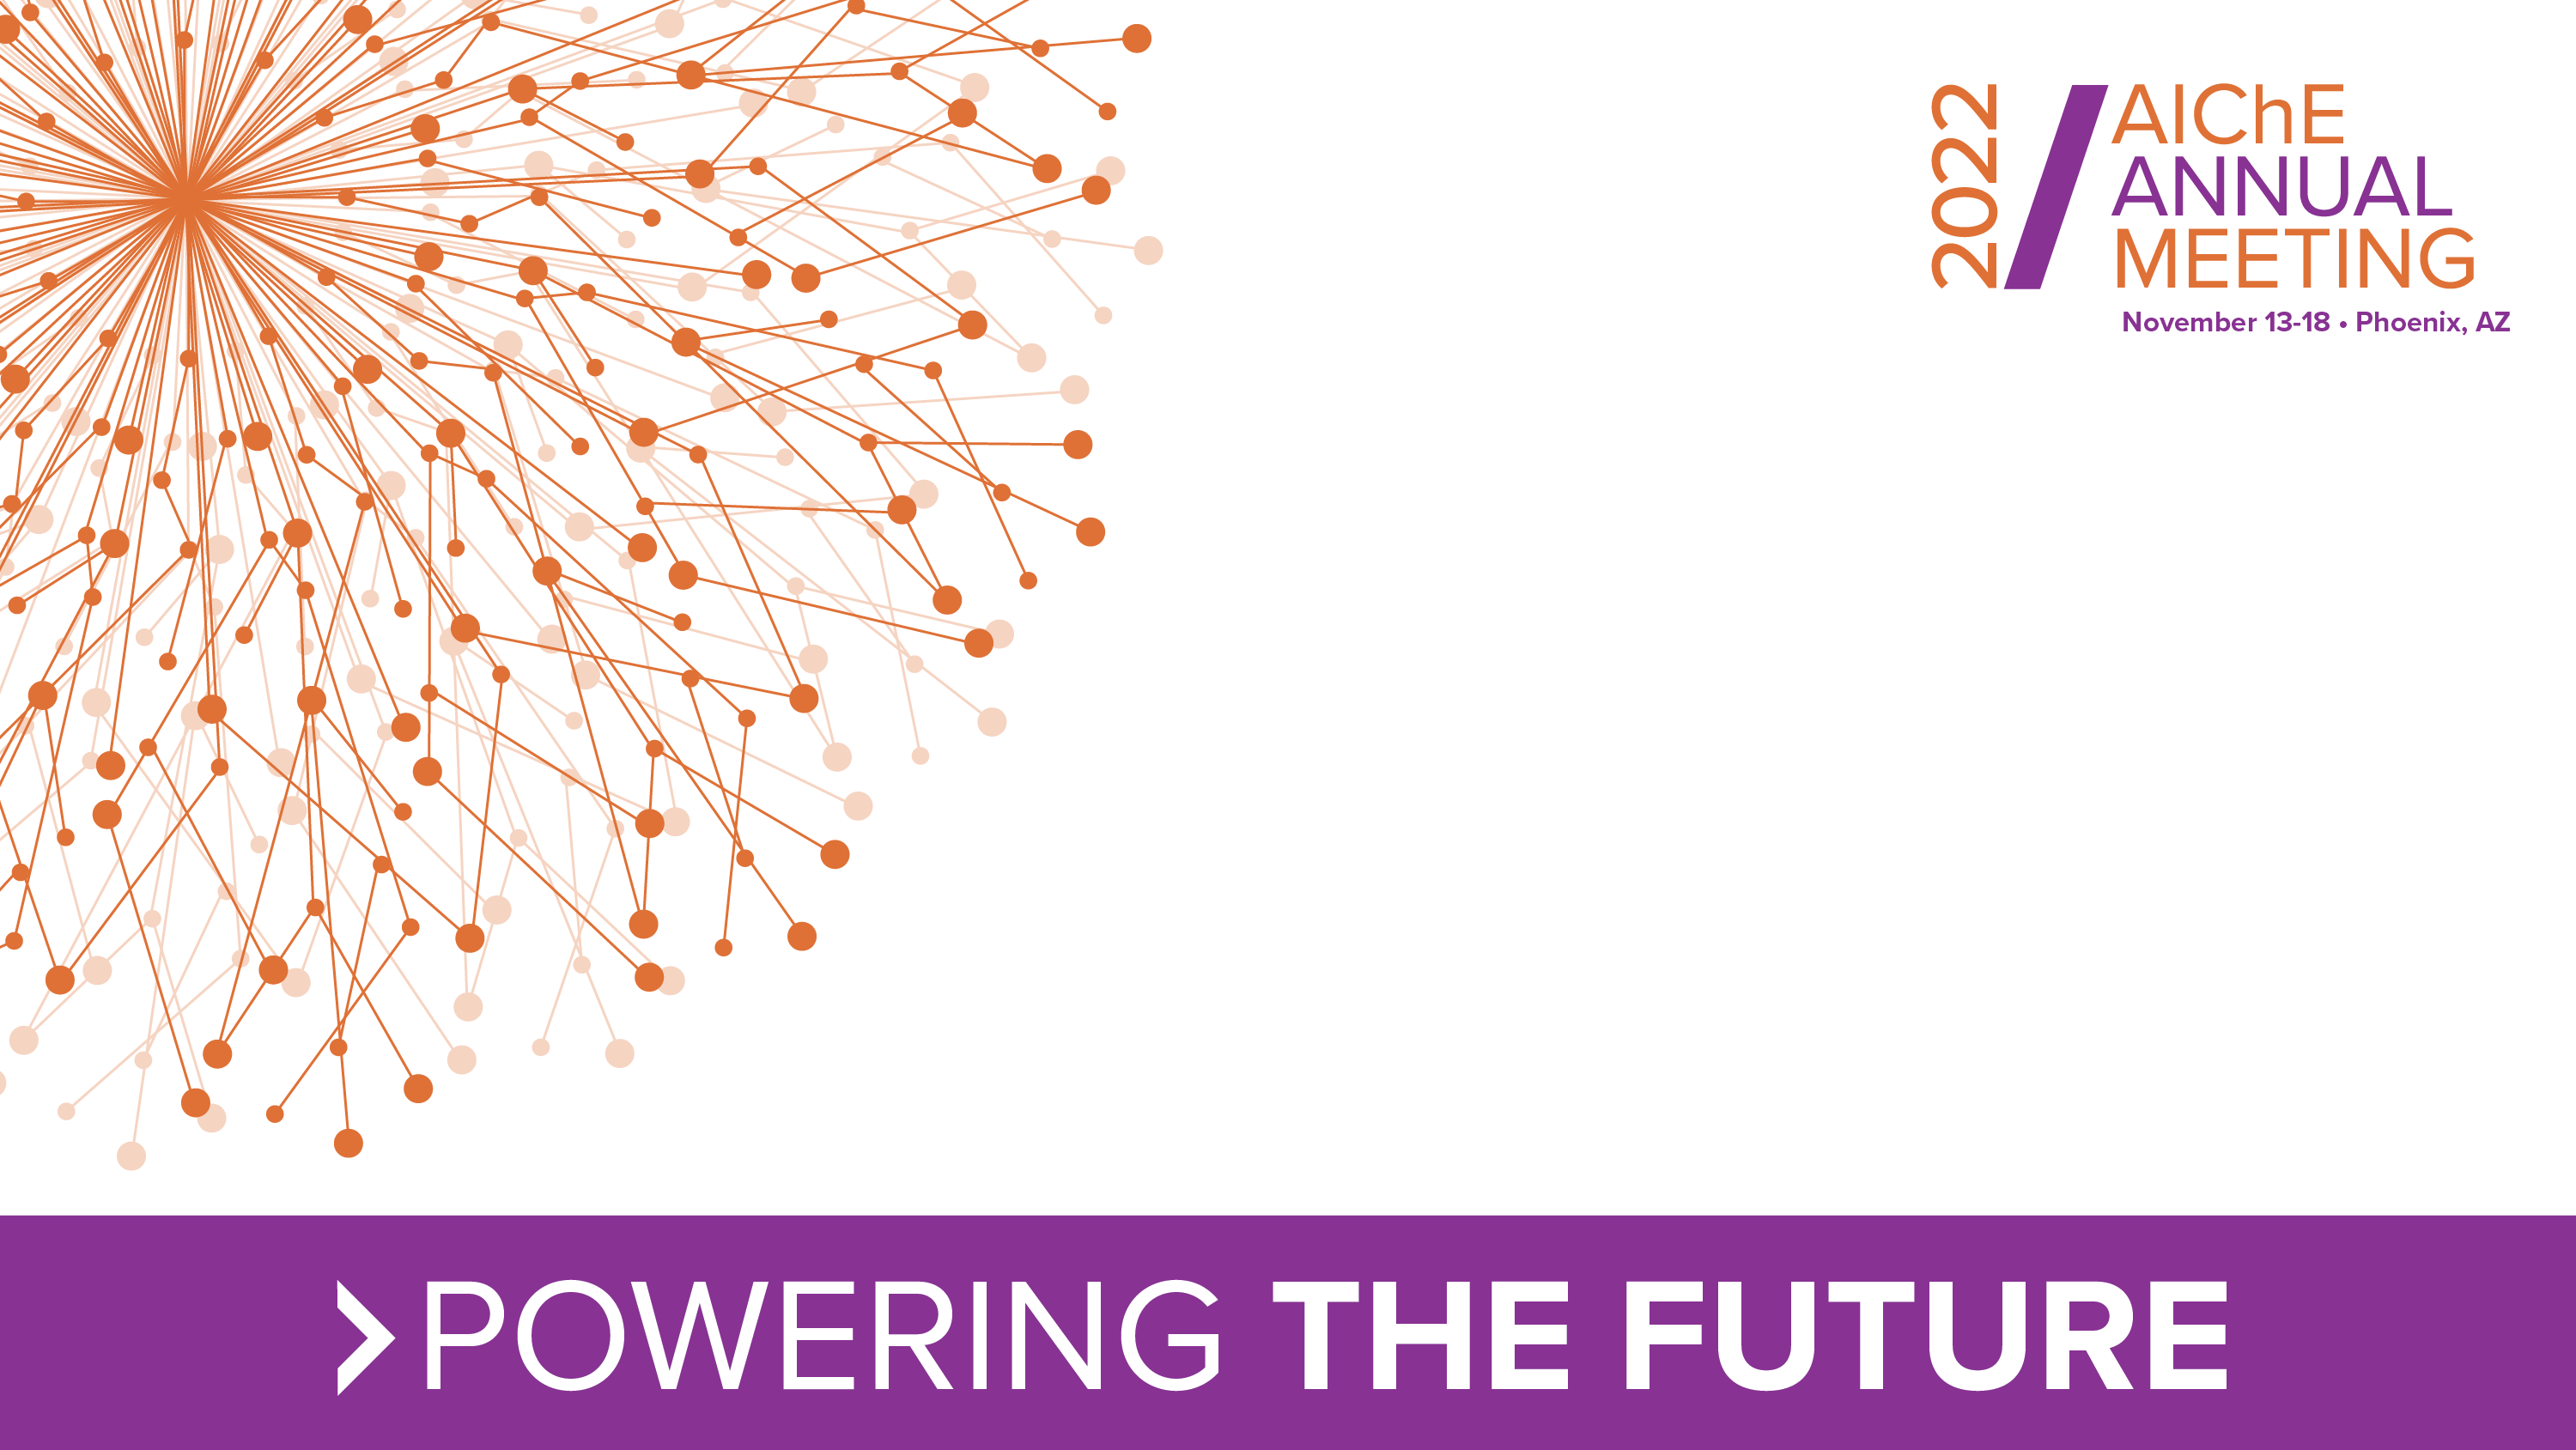 2022
AIChE
ANNUAL
MEETING
November 13-18 • Phoenix, AZ
POWERING THE FUTURE